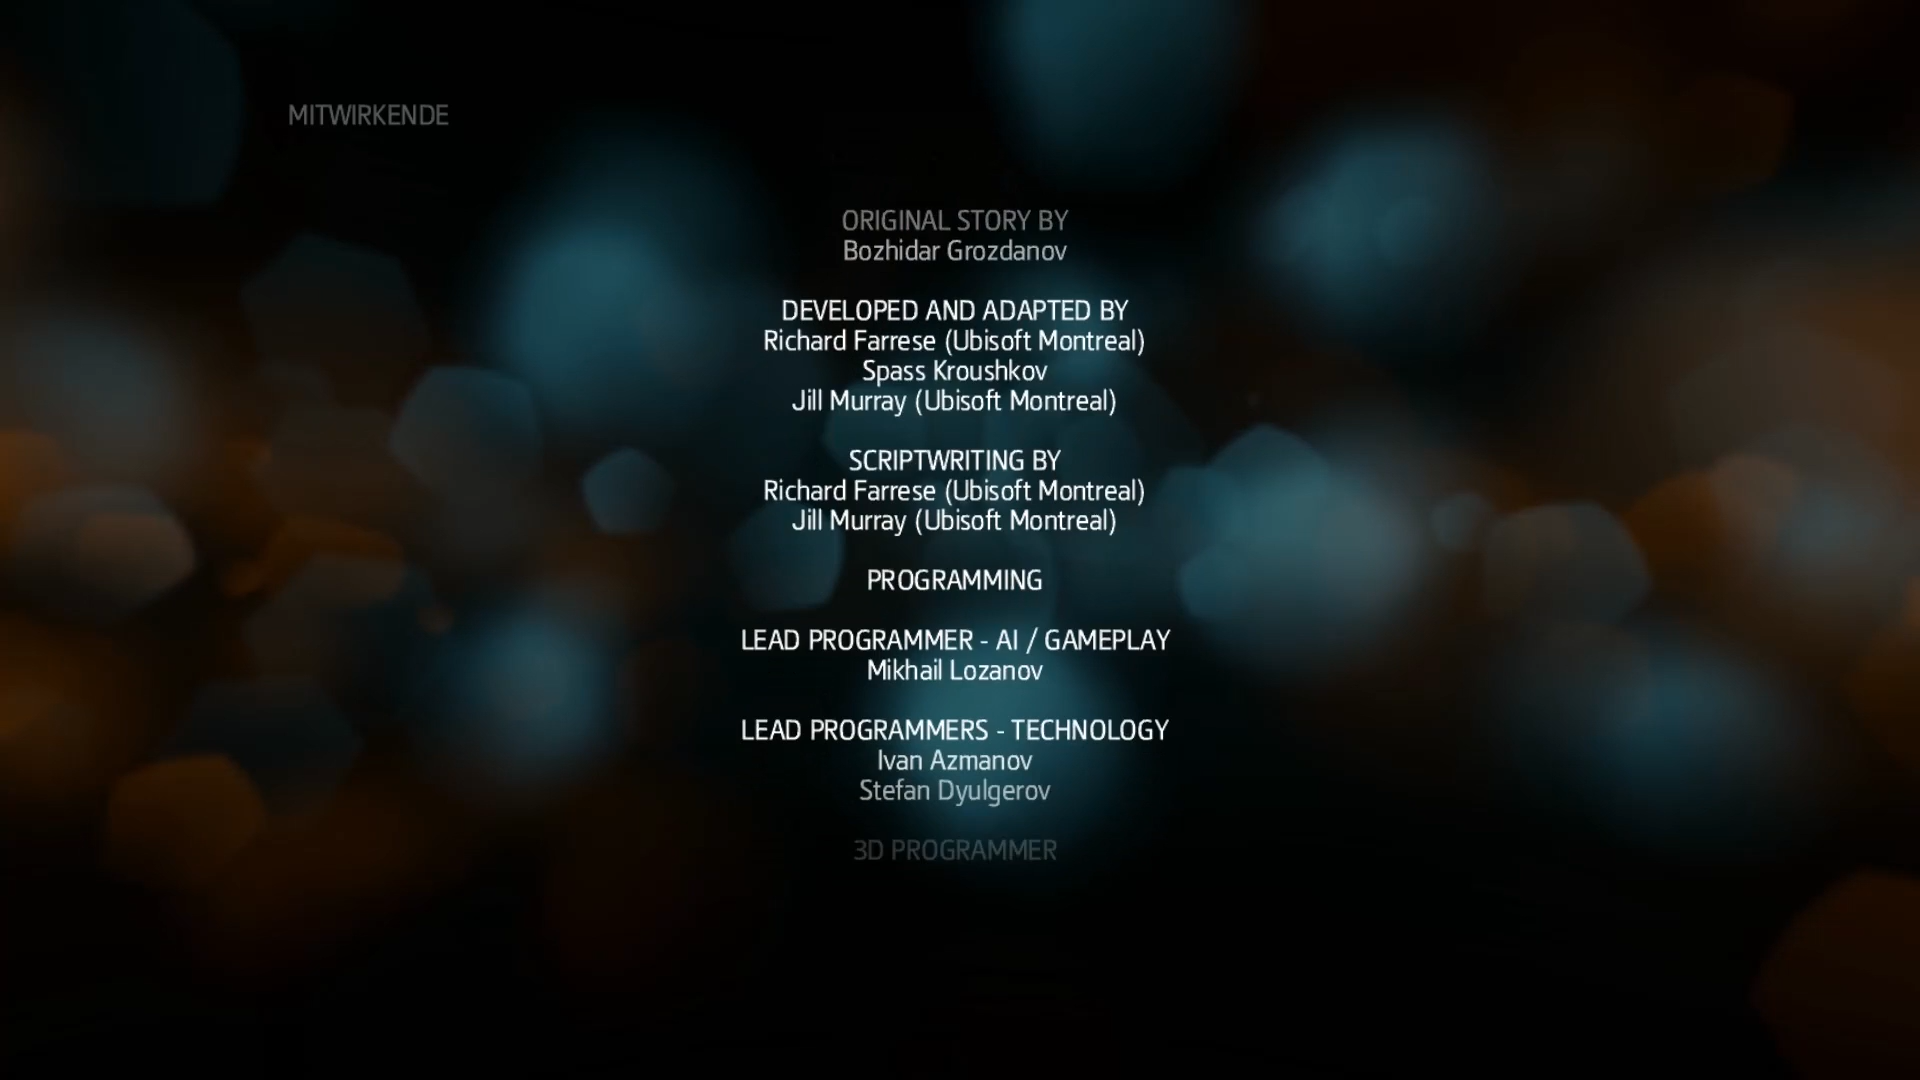 MITWIRKENDE
ORIGINAL STORY BY
Bozhidar Grozdanov
DEVELOPED AND ADAPTED BY
Richard Farrese (Ubisoft Montreal)
Spass Kroushkov
Jill Murray (Ubisoft Montreal)
SCRIPTWRITING BY
Richard Farrese (Ubisoft Montreal)
Jill Murray (Ubisoft Montreal)
PROGRAMMING
LEAD PROGRAMMER - AI / GAMEPLAY
Mikhail Lozanov
LEAD PROGRAMMERS - TECHNOLOGY
Ivan Azmanov
Stefan Dyulgerov
3D PROGRAMMER